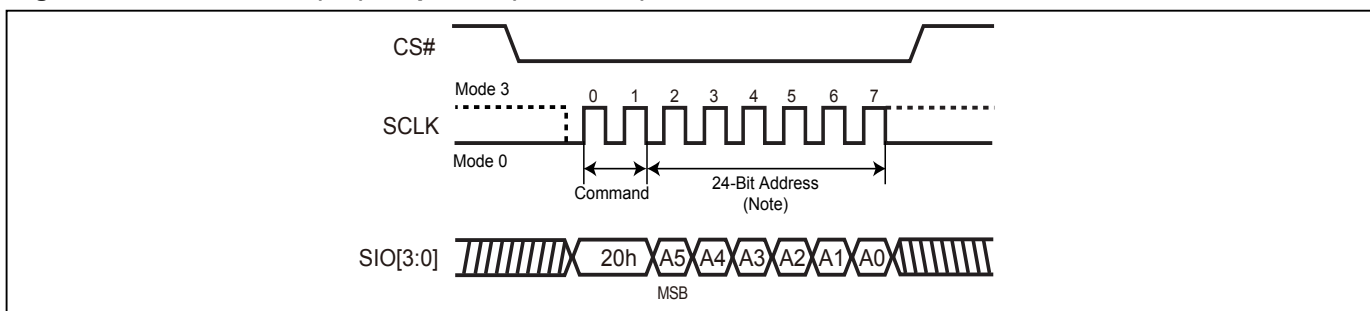 CS#
Mode 3
0 1 2 3 4 5 6 7
SCLK
Mode 0
Command
24-Bit Address
(Note)
SIO[3:0]
20h A5 A4 A3 A2 A1 A0
MSB